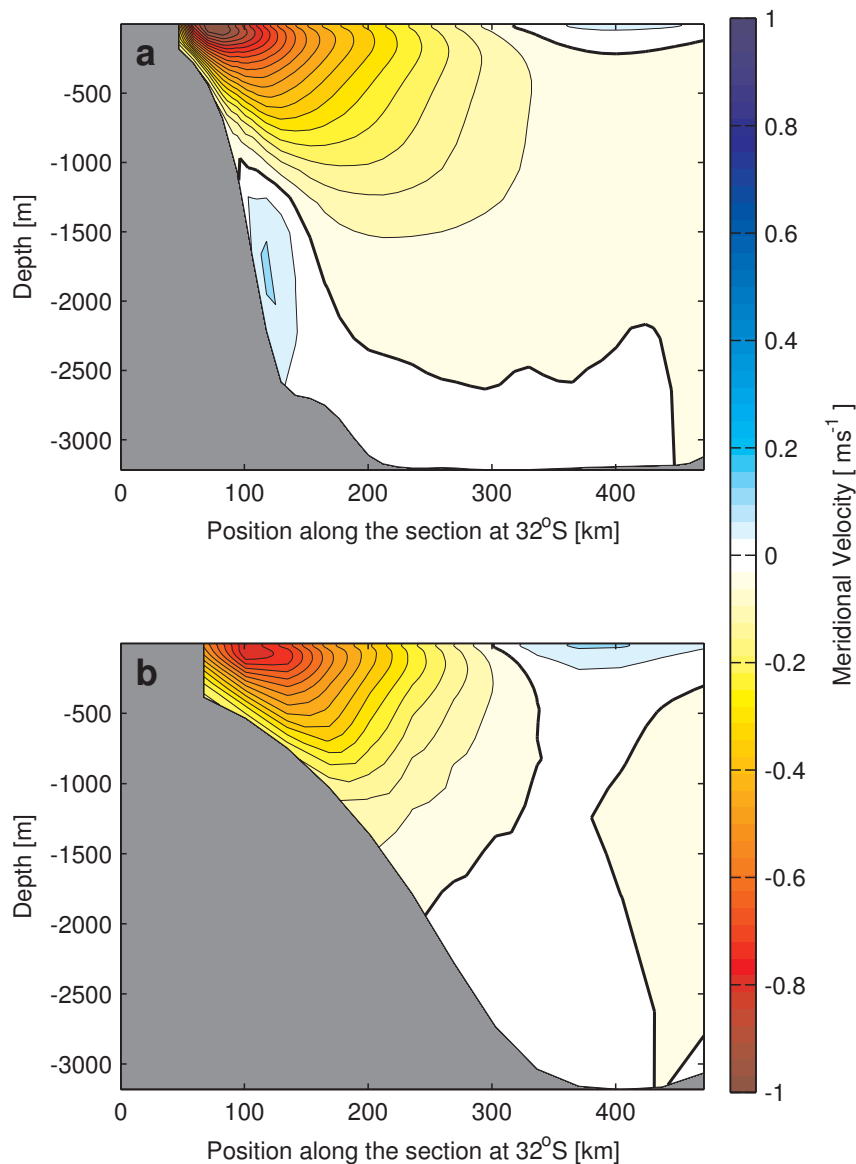 a
-500
-1000
-1500
-2000
-2500
-3000
Depth [m]
0 100 200 300 400
Position along the section at 32°S [km]
b
-500
-1000
-1500
-2000
-2500
-3000
Depth [m]
0 100 200 300 400
Position along the section at 32°S [km]
1
0.8
0.6
0.4
0.2
0
-0.2
-0.4
-0.6
-0.8
-1
Meridional Velocity [ ms⁻¹]